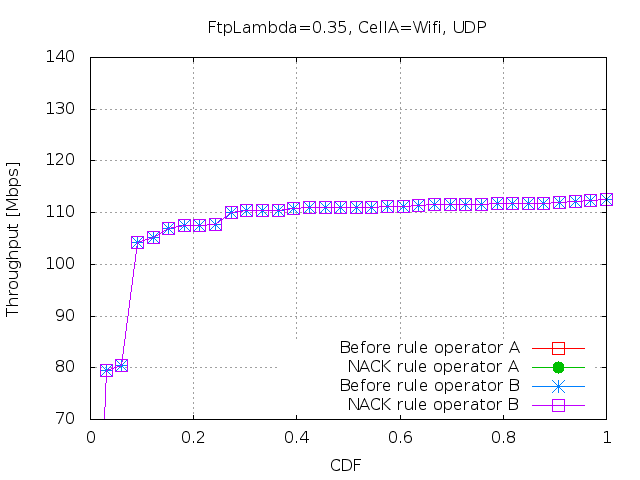 FtpLambda=0.35, CellA=Wifi, UDP
140
130
120
110
100
90
80
70
Throughput [Mbps]
Before rule operator A
NACK rule operator A
Before rule operator B
NACK rule operator B
0 0.2 0.4 0.6 0.8 1
CDF